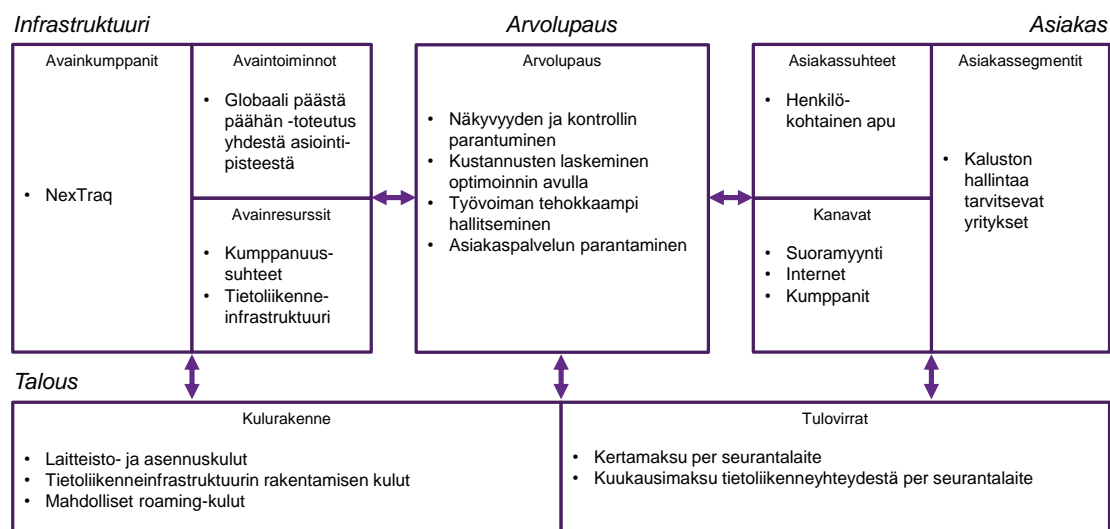 Infrastruktuuri
Arvolupaus
Asiakas
Avainkumppanit
• NexTraq
Avaintoiminnot
• Globaali päästä
päähän -toteutus
yhdestä asiointi-
pisteestä
Avainresurssit
• Kumppanuus-
suhteet
• Tietoliikenne-
infrastruktuuri
Arvolupaus
• Näkyvyyden ja kontrollin
parantuminen
• Kustannusten laskeminen
optimoinnin avulla
• Työvoiman tehokkaampi
hallitseminen
• Asiakaspalvelun parantaminen
Asiakassuhteet
• Henkilö-
kohtainen apu
Kanavat
• Suoramyynti
• Internet
• Kumppanit
Asiakassegmentit
• Kaluston
hallintaa
tarvitsevat
yritykset
Talous
Kulurakenne
• Laitteisto- ja asennuskulut
• Tietoliikenneinfrastruktuurin rakentamisen kulut
• Mahdolliset roaming-kulut
Tulovirrat
• Kertamaksu per seurantalaite
• Kuukausimaksu tietoliikenneyhteydestä per seurantalaite